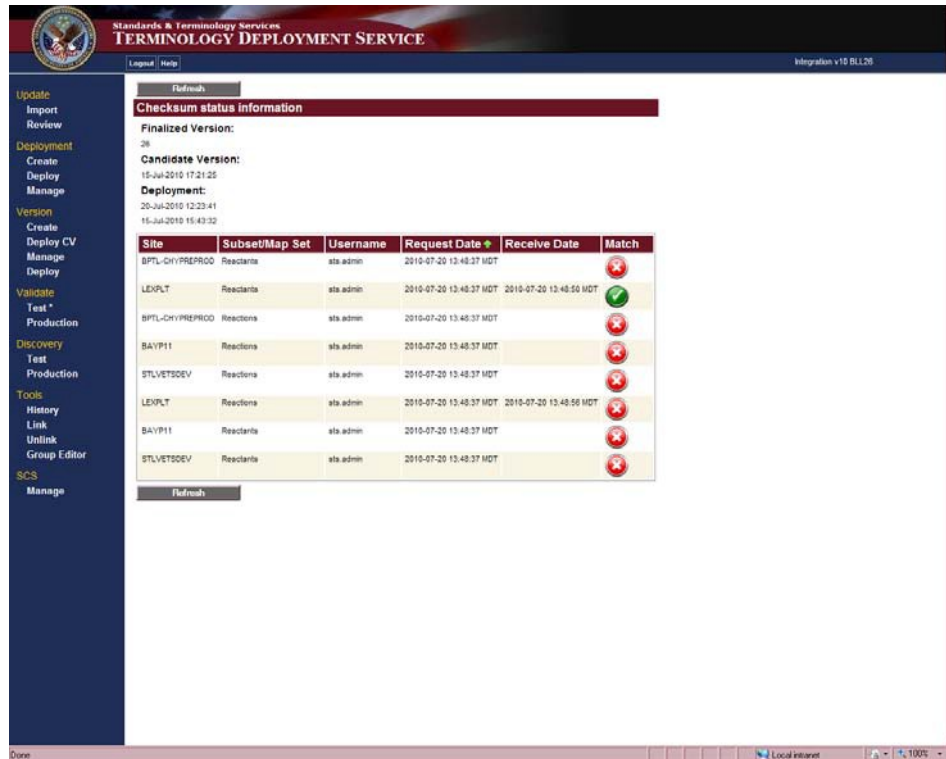 Standards & Terminology Services
TERMINOLOGY DEPLOYMENT SERVICE
Logout Help Integration v10 BLL26
Update
Import
Review
Deployment
Create
Deploy
Manage
Version
Create
Deploy CV
Manage
Deploy
Validate
Test *
Production
Discovery
Test
Production
Tools
History
Link
Unlink
Group Editor
SCS
Manage
Refresh
Checksum status information
Finalized Version:
26
Candidate Version:
15-Jul-2010 17:21:25
Deployment:
20-Jul-2010 12:23:41
15-Jul-2010 15:43:32
Site Subset/Map Set Username Request Date Receive Date Match
BPTL-CHYPREPROD Reactants sts.admin 2010-07-20 13:48:37 MDT
LEXPLT Reactants sts.admin 2010-07-20 13:48:37 MDT 2010-07-20 13:48:50 MDT
BPTL-CHYPREPROD Reactions sts.admin 2010-07-20 13:48:37 MDT
BAYP11 Reactions sts.admin 2010-07-20 13:48:37 MDT
STLVETSDEV Reactions sts.admin 2010-07-20 13:48:37 MDT
LEXPLT Reactions sts.admin 2010-07-20 13:48:37 MDT 2010-07-20 13:48:56 MDT
BAYP11 Reactants sts.admin 2010-07-20 13:48:37 MDT
STLVETSDEV Reactants sts.admin 2010-07-20 13:48:37 MDT
Refresh
Done Local intranet 100%